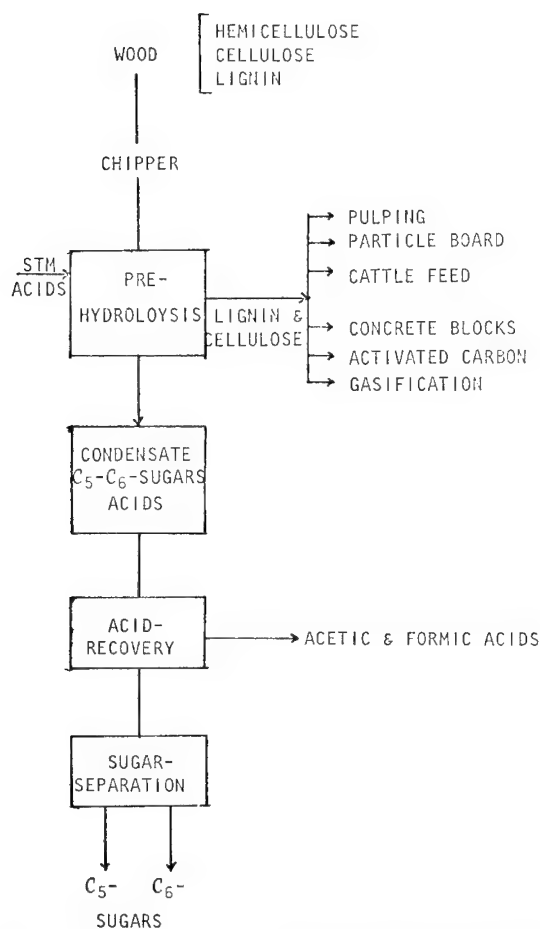 WOOD
HEMICELLULOSE
CELLULOSE
LIGNIN
CHIPPER
STM
ACIDS
PRE-
HYDROLOYSIS
LIGNIN &
CELLULOSE
PULPING
PARTICLE BOARD
CATTLE FEED
CONCRETE BLOCKS
ACTIVATED CARBON
GASIFICATION
CONDENSATE
C₅-C₆-SUGARS
ACIDS
ACID-
RECOVERY
ACETIC & FORMIC ACIDS
SUGAR-
SEPARATION
C₅- C₆-
SUGARS